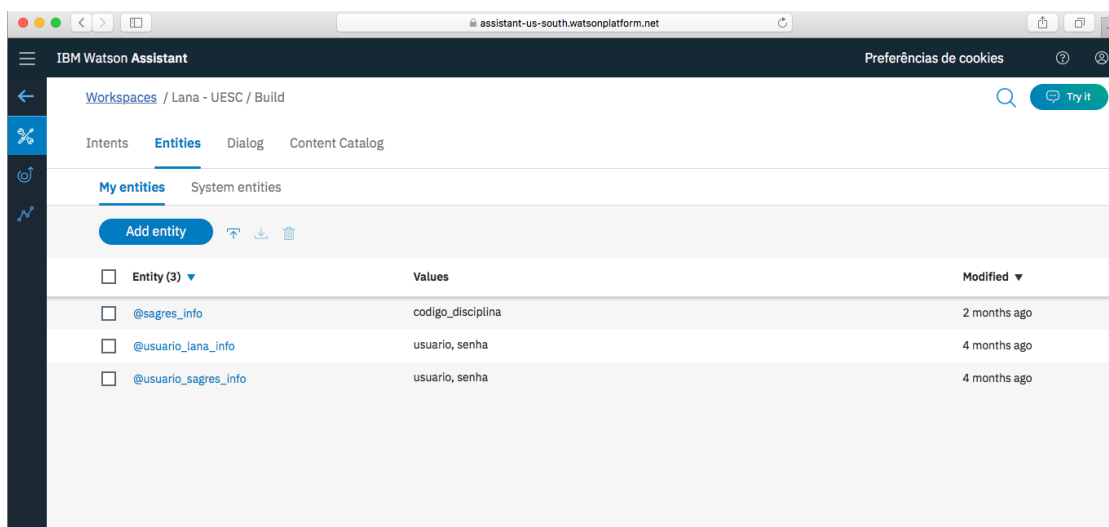 assistant-us-south.watsonplatform.net
IBM Watson Assistant Preferências de cookies
Workspaces / Lana - UESC / Build Try it
Intents Entities Dialog Content Catalog
My entities System entities
Add entity
Entity (3) Values Modified
@sagres_info codigo_disciplina 2 months ago
@usuario_lana_info usuario, senha 4 months ago
@usuario_sagres_info usuario, senha 4 months ago